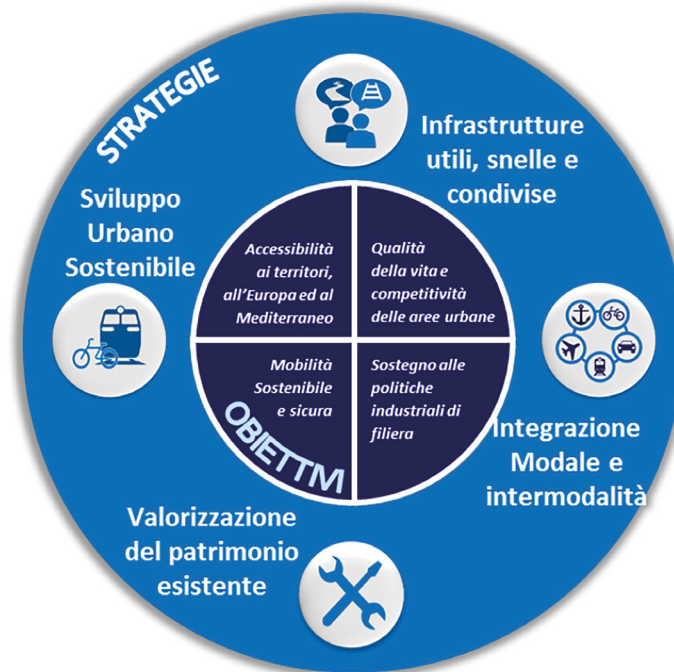 STRATEGIE
Infrastrutture
utili, snelle e
condivise
Sviluppo
Urbano
Sostenibile
Accessibilità
ai territori,
all'Europa ed al
Mediterraneo
Qualità
della vita e
competitività
delle aree urbane
Mobilità
Sostenibile
e sicura
Sostegno alle
politiche
industriali di
filiera
OBIETTM
Integrazione
Modale e
intermodalità
Valorizzazione
del patrimonio
esistente